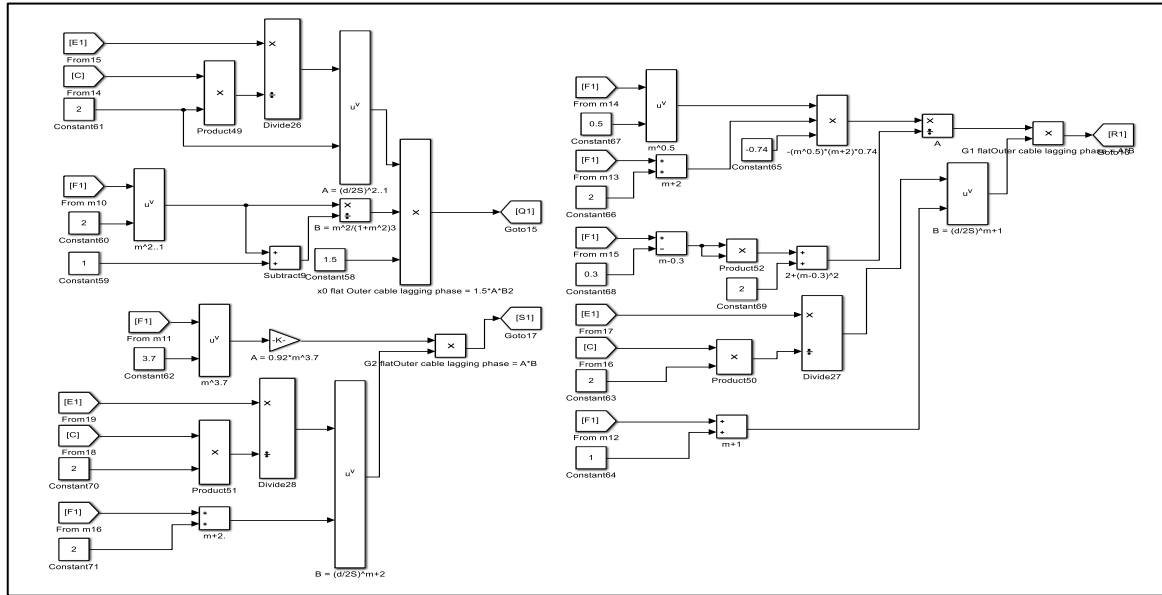 [E1]
From15
[C]
From14
2
Constant61
×
Product49
×
÷
Divide26
u^v
A = (d/2S)^2..1
[F1]
From m10
2
Constant60
u^v
m^2..1
1
Constant59
+
+
Subtract9
×
÷
B = m^2/(1+m^2)3
1.5
Constant58
×
x0 flat Outer cable lagging phase = 1.5*A*B2
[Q1]
Goto15
[F1]
From m11
3.7
Constant62
u^v
m^3.7
-K-
A = 0.92*m^3.7
×
G2 flatOuter cable lagging phase = A*B
[S1]
Goto17
[E1]
From19
[C]
From18
2
Constant70
×
Product51
×
÷
Divide28
[F1]
From m16
2
Constant71
+
+
m+2.
u^v
B = (d/2S)^m+2
[F1]
From m14
0.5
Constant67
u^v
m^0.5
[F1]
From m13
2
Constant66
+
+
m+2
-0.74
Constant65
×
-(m^0.5)*(m+2)*0.74
×
÷
A
×
G1 flatOuter cable lagging phase = A*B
[R1]
[F1]
From m15
0.3
Constant68
+
−
m-0.3
×
Product52
2
Constant69
+
+
2+(m-0.3)^2
u^v
B = (d/2S)^m+1
[E1]
From17
[C]
From16
2
Constant63
×
Product50
×
÷
Divide27
[F1]
From m12
1
Constant64
+
+
m+1